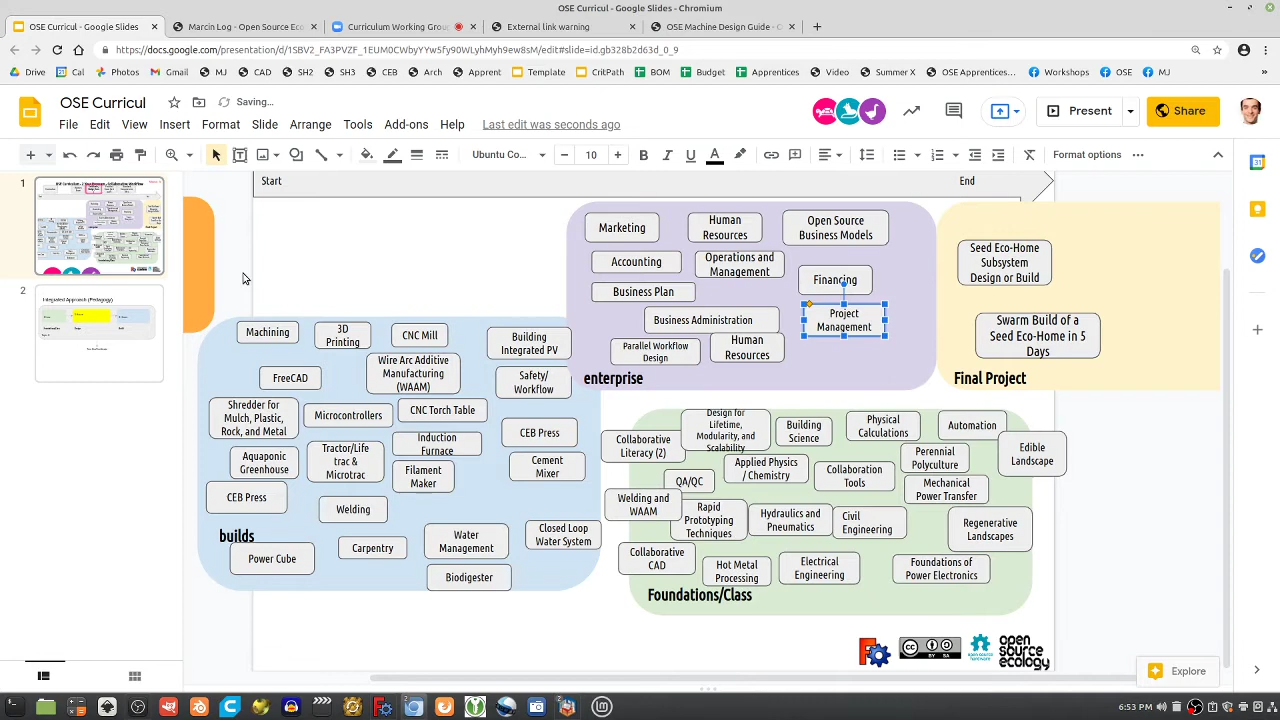 OSE Curricul - Google Slides - Chromium
OSE Curricul - Google Slides
Marcin Log - Open Source Ec
Curriculum Working Grou
External link warning
OSE Machine Design Guide - O
https://docs.google.com/presentation/d/1SBV2_FA3PVZF_1EUM0CWbyYYw5fy90WLyhMyh9ew8sM/edit#slide=id.gb328b2d63d_0_9
Drive
Cal
Photos
Gmail
MJ
CAD
SH2
SH3
CEB
Arch
Apprent
Template
CritPath
BOM
Budget
Apprentices
Video
Summer X
OSE Apprentices...
Workshops
OSE
MJ
OSE Curricul
Saving...
File Edit View Insert Format Slide Arrange Tools Add-ons Help
Last edit was seconds ago
Present
Share
Ubuntu Co...
10
Format options
1
2
Integrated Approach (Pedagogy)
Start
End
Marketing
Human
Resources
Open Source
Business Models
Accounting
Operations and
Management
Financing
Business Plan
Business Administration
Project
Management
Parallel Workflow
Design
Human
Resources
enterprise
Seed Eco-Home
Subsystem
Design or Build
Swarm Build of a
Seed Eco-Home in 5
Days
Final Project
Machining
3D
Printing
CNC Mill
Building
Integrated PV
FreeCAD
Wire Arc Additive
Manufacturing
(WAAM)
Safety/
Workflow
Shredder for
Mulch, Plastic,
Rock, and Metal
Microcontrollers
CNC Torch Table
CEB Press
Aquaponic
Greenhouse
Tractor/Life
trac &
Microtrac
Induction
Furnace
Filament
Maker
Cement
Mixer
CEB Press
Welding
builds
Power Cube
Carpentry
Water
Management
Closed Loop
Water System
Biodigester
Collaborative
Literacy (2)
Design for
Lifetime,
Modularity, and
Scalability
Building
Science
Physical
Calculations
Automation
Edible
Landscape
QA/QC
Applied Physics
/ Chemistry
Collaboration
Tools
Perennial
Polyculture
Mechanical
Power Transfer
Welding and
WAAM
Rapid
Prototyping
Techniques
Hydraulics and
Pneumatics
Civil
Engineering
Regenerative
Landscapes
Collaborative
CAD
Hot Metal
Processing
Electrical
Engineering
Foundations of
Power Electronics
Foundations/Class
cc
BY SA
open source
hardware
open
source
ecology
Explore
6:53 PM